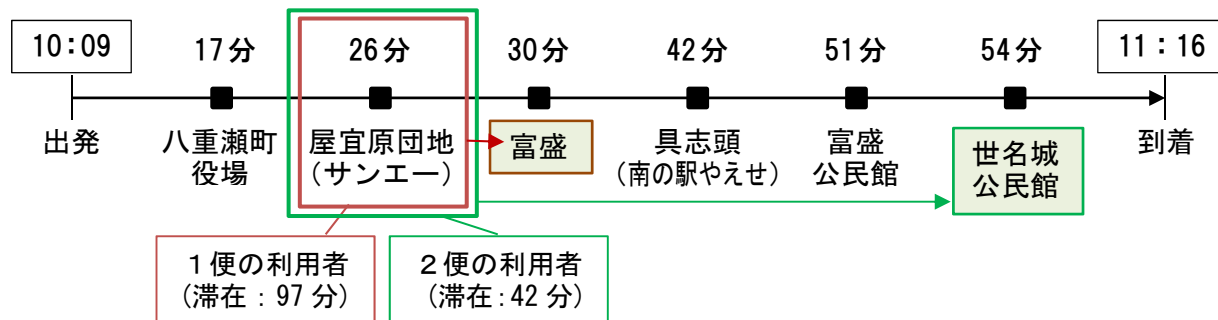 10:09
17分
26分
30分
42分
51分
54分
11:16
出発
八重瀬町
役場
屋宜原団地
(サンエー)
富盛
具志頭
(南の駅やえせ)
富盛
公民館
世名城
公民館
到着
１便の利用者
(滞在：97分)
２便の利用者
(滞在:42分)